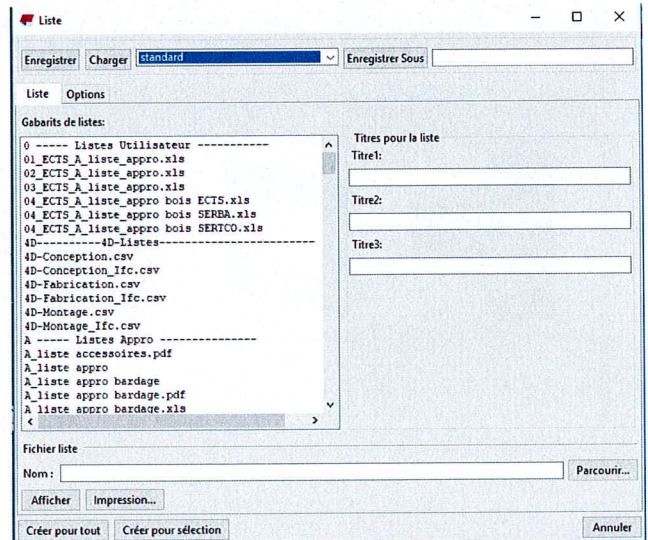 Liste
Enregistrer Charger standard Enregistrer Sous
Liste Options
Gabarits de listes:
0 ----- Listes Utilisateur -----------
01_ECTS_A_liste_appro.xls
02_ECTS_A_liste_appro.xls
03_ECTS_A_liste_appro.xls
04_ECTS_A_liste_appro bois ECTS.xls
04_ECTS_A_liste_appro bois SERBA.xls
04_ECTS_A_liste_appro bois SERTCO.xls
4D----------4D-Listes------------------------
4D-Conception.csv
4D-Conception_Ifc.csv
4D-Fabrication.csv
4D-Fabrication_Ifc.csv
4D-Montage.csv
4D-Montage_Ifc.csv
A ----- Listes Appro ---------------
A_liste accessoires.pdf
A_liste appro
A_liste appro bardage
A_liste appro bardage.pdf
A_liste appro bardage.xls
Titres pour la liste
Titre1:
Titre2:
Titre3:
Fichier liste
Nom : Parcourir...
Afficher Impression...
Créer pour tout Créer pour sélection Annuler